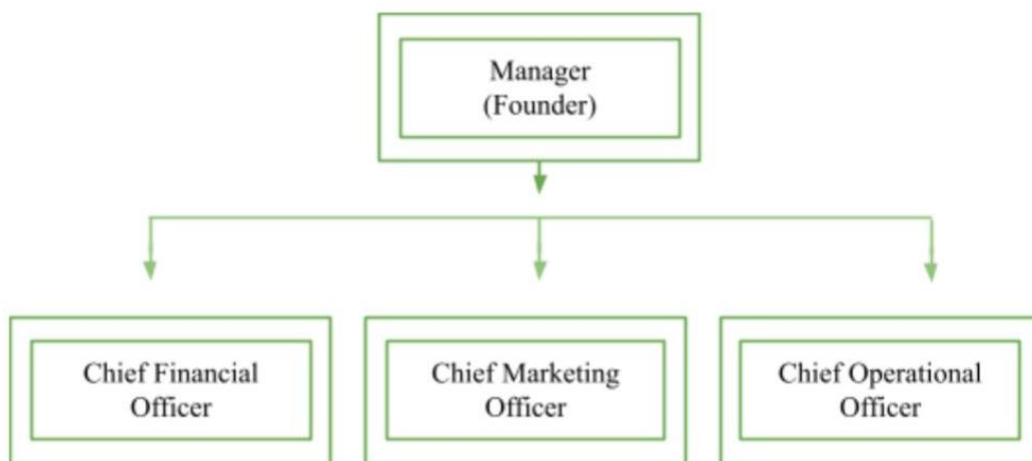 Manager
(Founder)
Chief Financial
Officer
Chief Marketing
Officer
Chief Operational
Officer